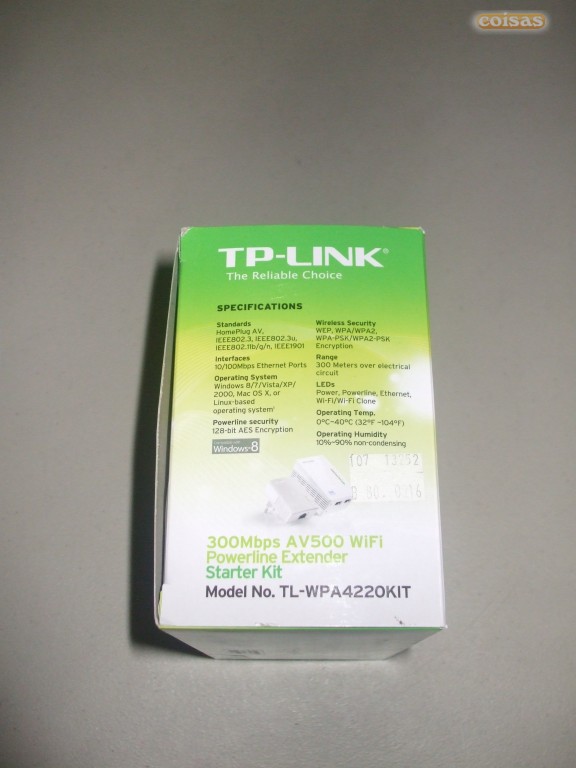 coisas
TP-LINK®
The Reliable Choice
SPECIFICATIONS
Standards
HomePlug AV,
IEEE802.3, IEEE802.3u,
IEEE802.11b/g/n, IEEE1901
Interfaces
10/100Mbps Ethernet Ports
Operating System
Windows 8/7/Vista/XP/
2000, Mac OS X, or
Linux-based
operating system
Powerline security
128-bit AES Encryption
Windows 8
Wireless Security
WEP, WPA/WPA2,
WPA-PSK/WPA2-PSK
Encryption
Range
300 Meters over electrical
circuit
LEDs
Power, Powerline, Ethernet,
Wi-Fi/Wi-Fi Clone
Operating Temp.
0°C~40°C (32°F ~104°F)
Operating Humidity
10%~90% non-condensing
300Mbps AV500 WiFi
Powerline Extender
Starter Kit
Model No. TL-WPA4220KIT